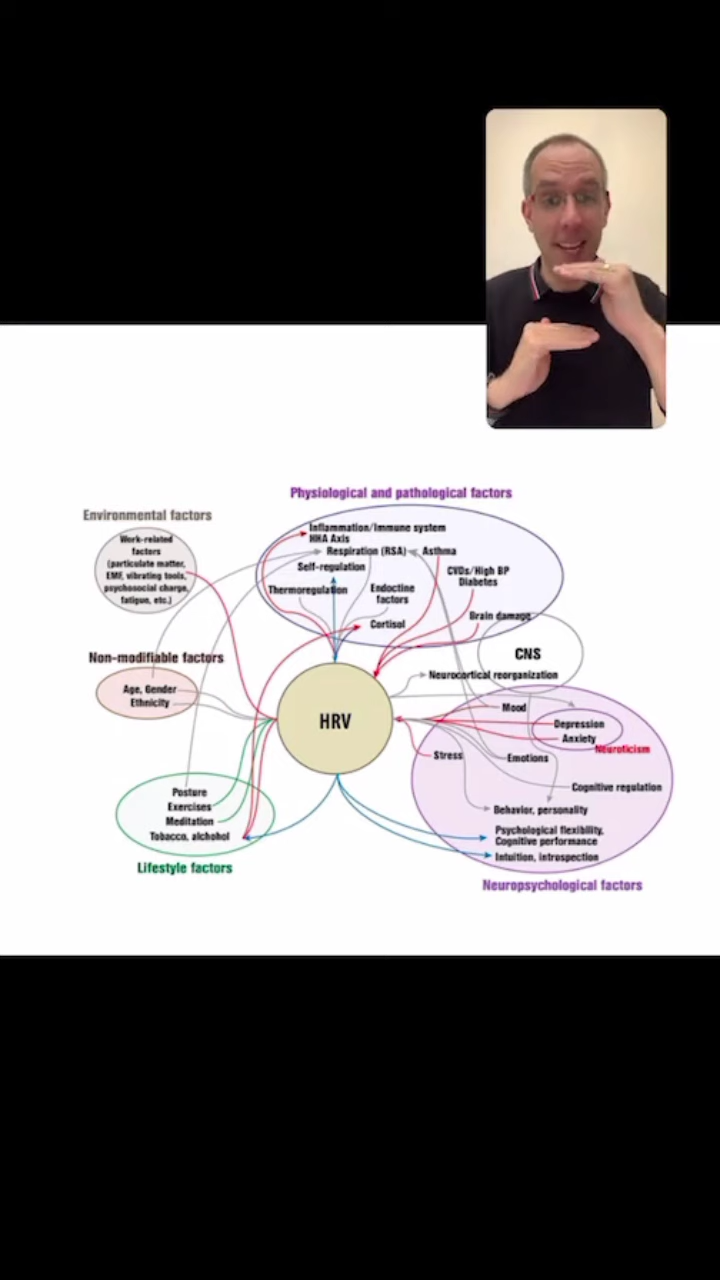 Physiological and pathological factors
Environmental factors
Work-related
factors
(particulate matter,
EMF, vibrating tools,
psychosocial charge,
fatigue, etc.)
Inflammation/Immune system
HHA Axis
Respiration (RSA)
Asthma
Self-regulation
CVDs/High BP
Diabetes
Thermoregulation
Endoctine
factors
Cortisol
Brain damage
CNS
Neurocortical reorganization
Non-modifiable factors
Age, Gender
Ethnicity
HRV
Mood
Depression
Anxiety
Neuroticism
Stress
Emotions
Cognitive regulation
Behavior, personality
Psychological flexibility,
Cognitive performance
Intuition, introspection
Neuropsychological factors
Posture
Exercises
Meditation
Tobacco, alchohol
Lifestyle factors